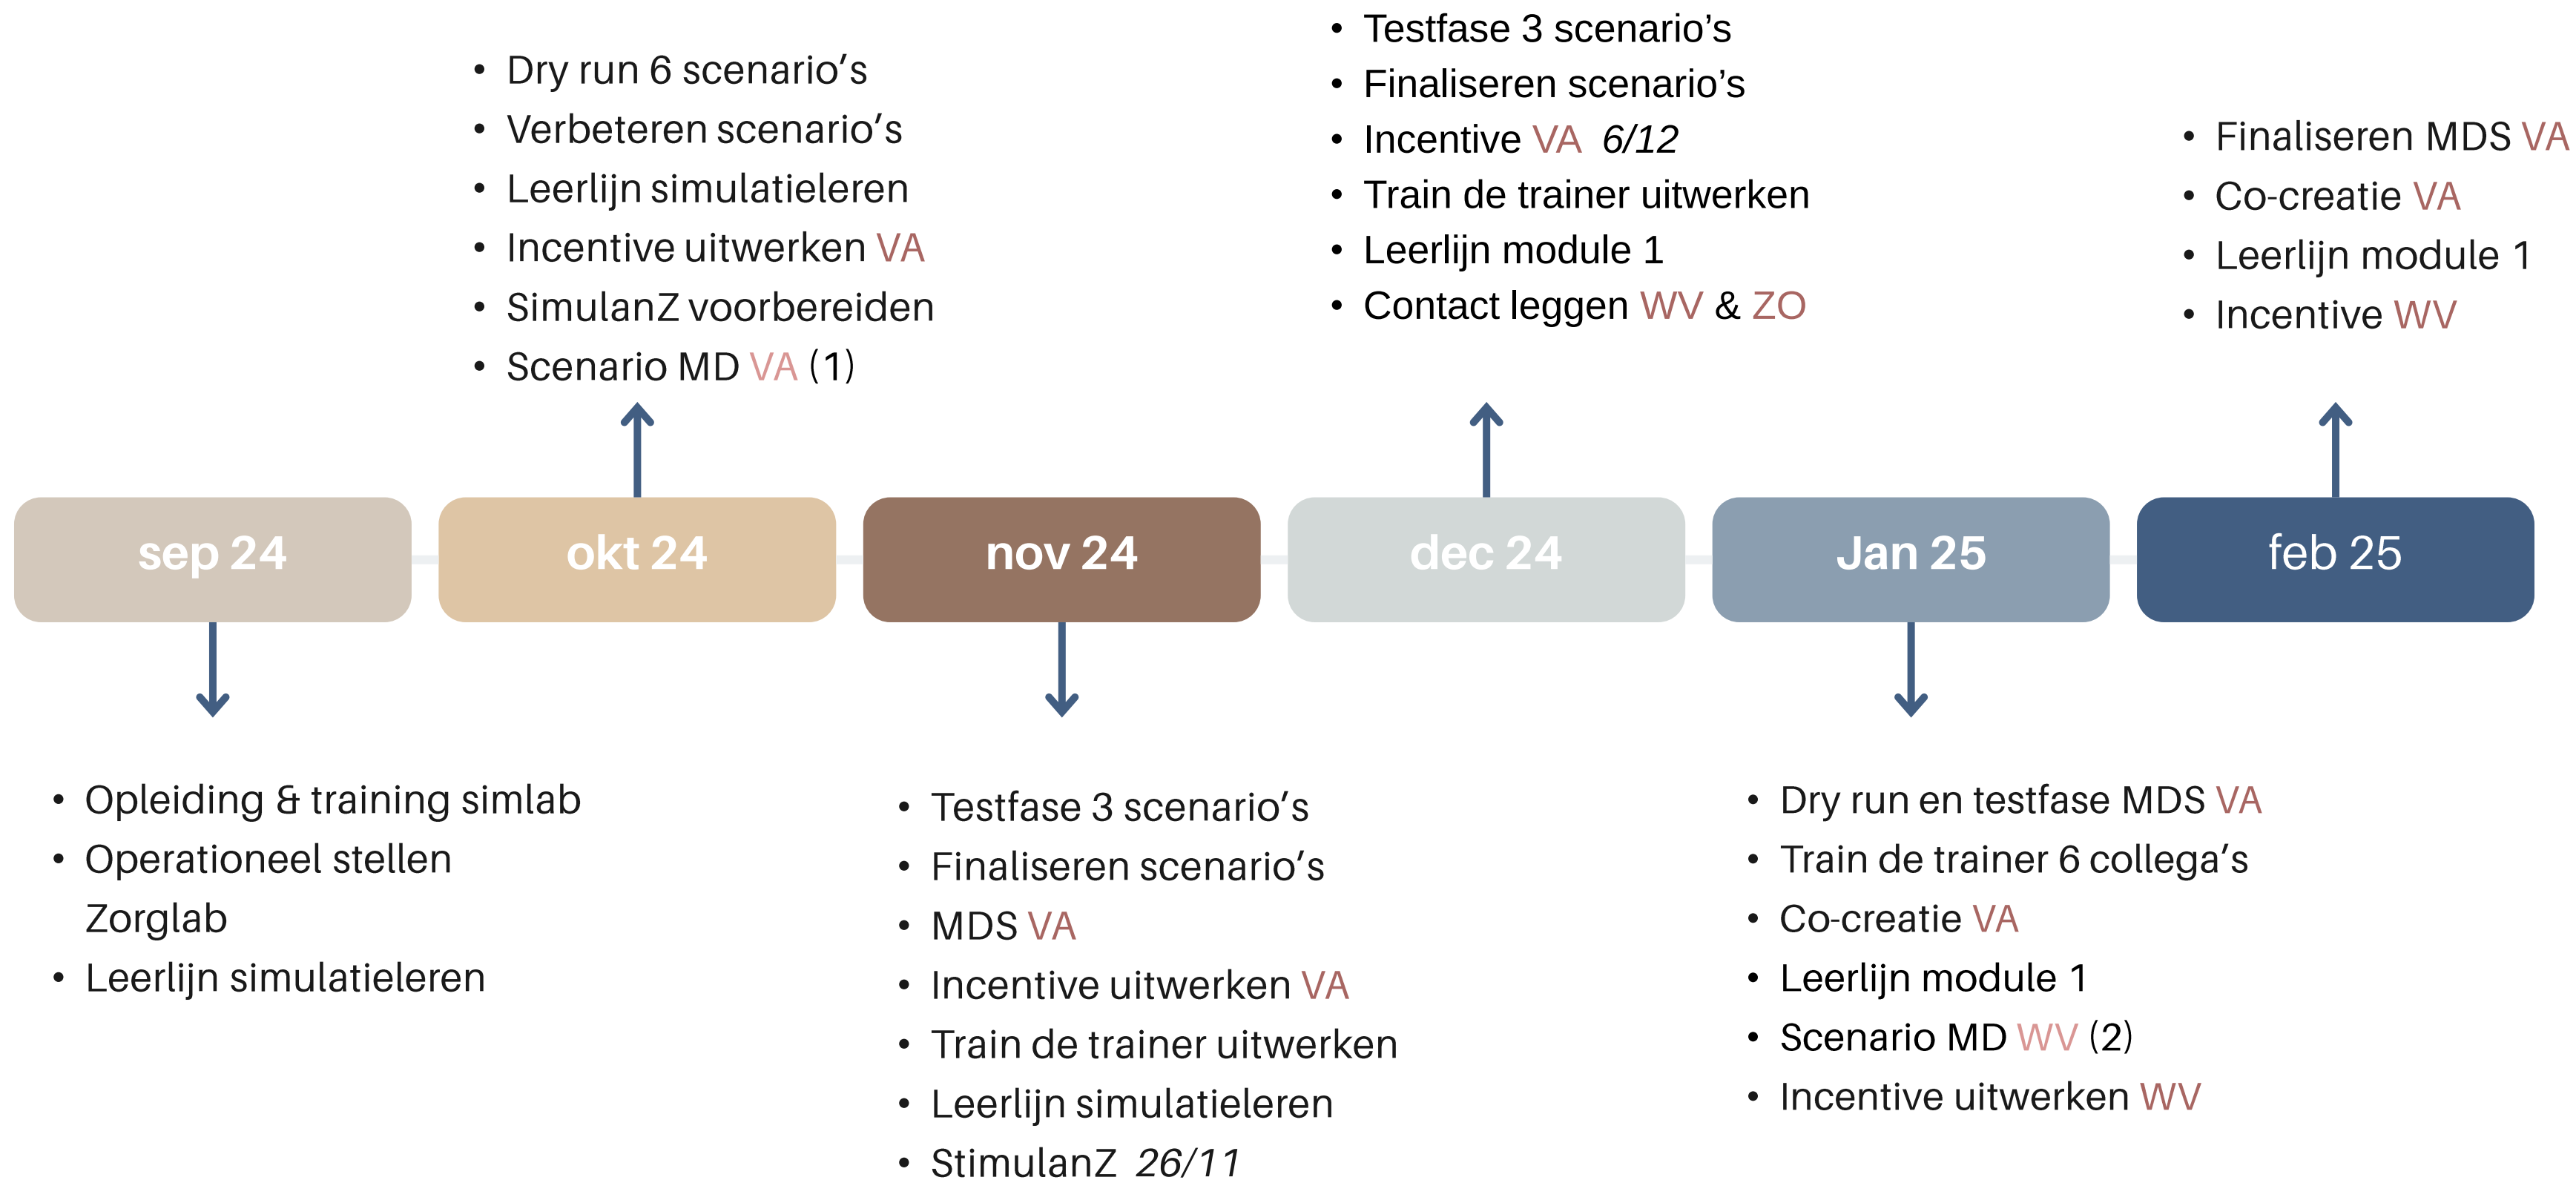 Dry run 6 scenario’s
Verbeteren scenario’s
Leerlijn simulatieleren
Incentive uitwerken VA
SimulanZ voorbereiden
Scenario MD VA (1)
Testfase 3 scenario’s
Finaliseren scenario’s
Incentive VA 6/12
Train de trainer uitwerken
Leerlijn module 1
Contact leggen WV & ZO
Finaliseren MDS VA
Co-creatie VA
Leerlijn module 1
Incentive WV
sep 24
okt 24
nov 24
dec 24
Jan 25
feb 25
Opleiding & training simlab
Operationeel stellen
Zorglab
Leerlijn simulatieleren
Testfase 3 scenario’s
Finaliseren scenario’s
MDS VA
Incentive uitwerken VA
Train de trainer uitwerken
Leerlijn simulatieleren
StimulanZ 26/11
Dry run en testfase MDS VA
Train de trainer 6 collega’s
Co-creatie VA
Leerlijn module 1
Scenario MD WV (2)
Incentive uitwerken WV